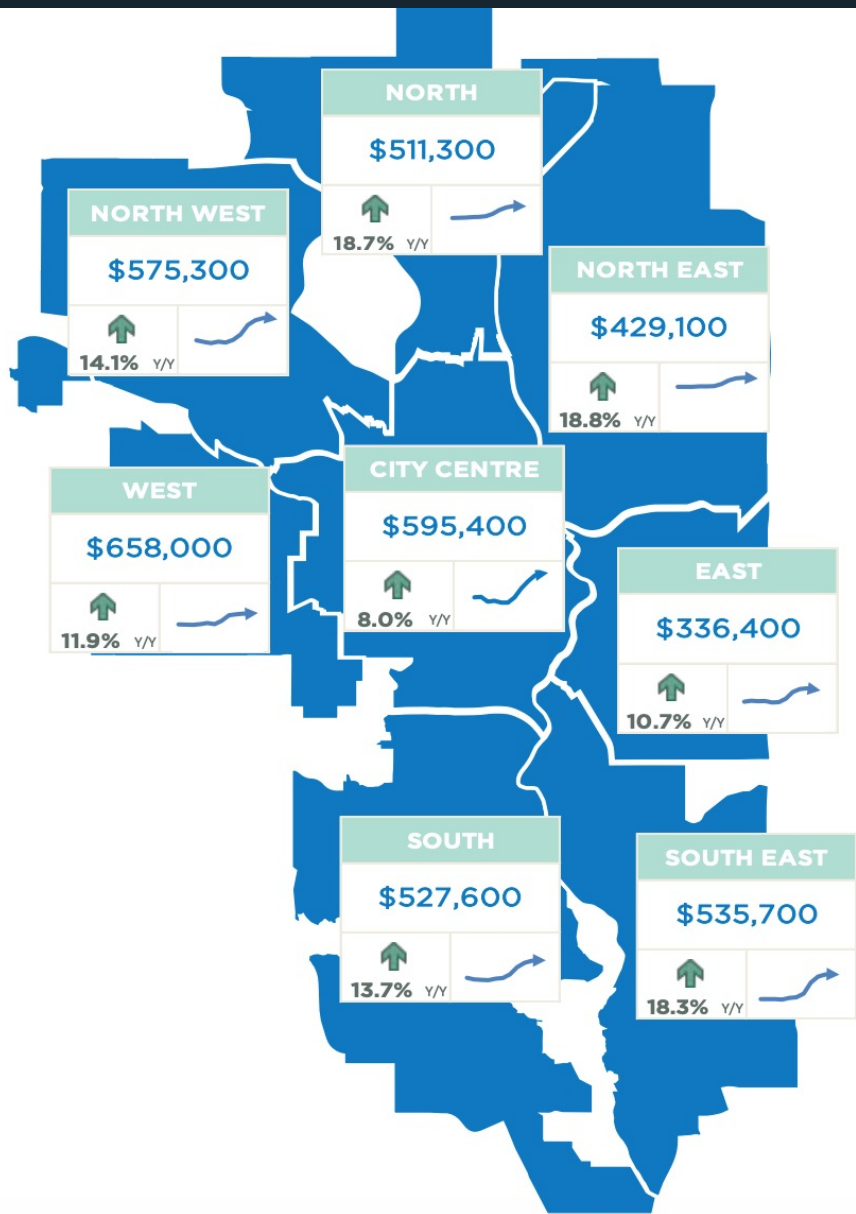 NORTH
$511,300
18.7% Y/Y
NORTH WEST
$575,300
14.1% Y/Y
NORTH EAST
$429,100
18.8% Y/Y
WEST
$658,000
11.9% Y/Y
CITY CENTRE
$595,400
8.0% Y/Y
EAST
$336,400
10.7% Y/Y
SOUTH
$527,600
13.7% Y/Y
SOUTH EAST
$535,700
18.3% Y/Y